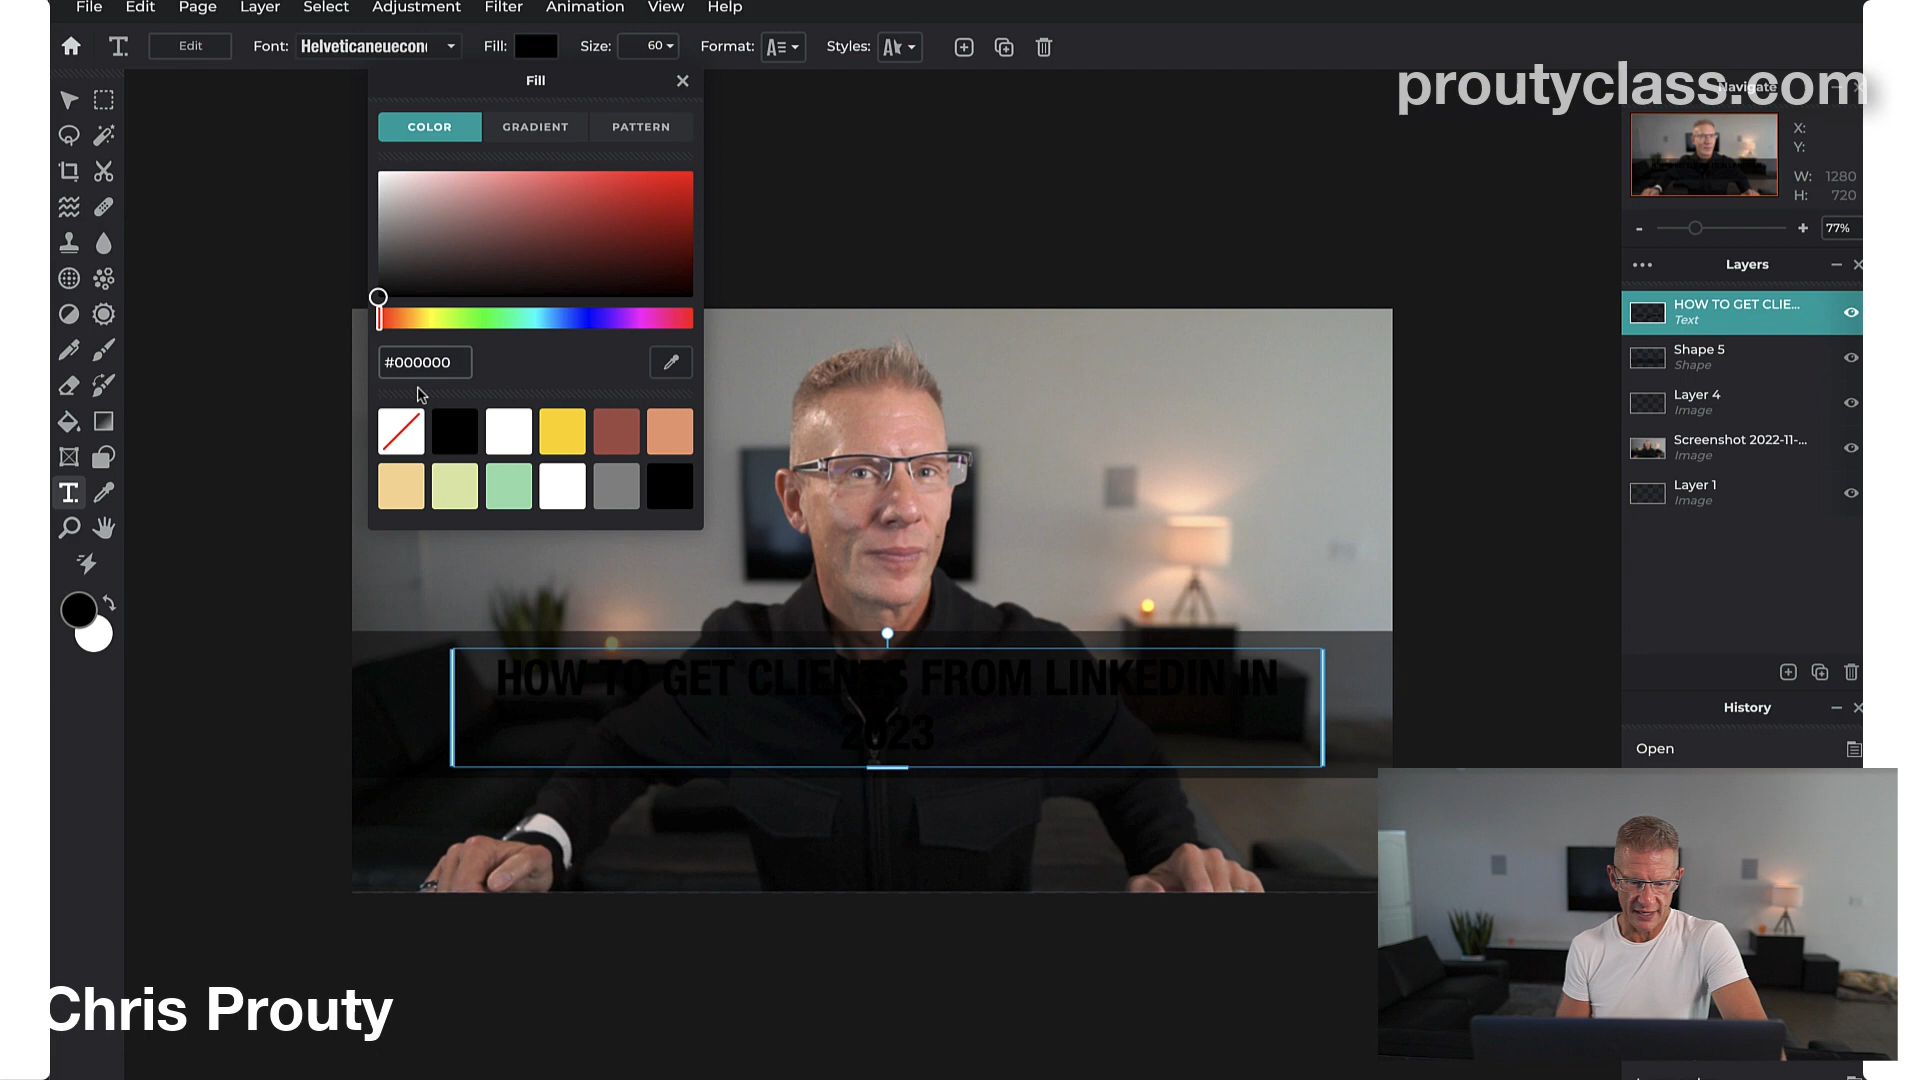 File Edit Page Layer Select Adjustment Filter Animation View Help
Edit Font: Helveticaneuecon Fill: Size: 60 Format: Styles:
proutyclass.com
Fill
Navigate
COLOR GRADIENT PATTERN
X:
Y:
W: 1280
H: 720
- + 77%
Layers
HOW TO GET CLIE...
Text
Shape 5
Shape
#000000
Layer 4
Image
Screenshot 2022-11-...
Image
Layer 1
Image
HOW TO GET CLIENTS FROM LINKEDIN IN
2023
History
Open
Chris Prouty